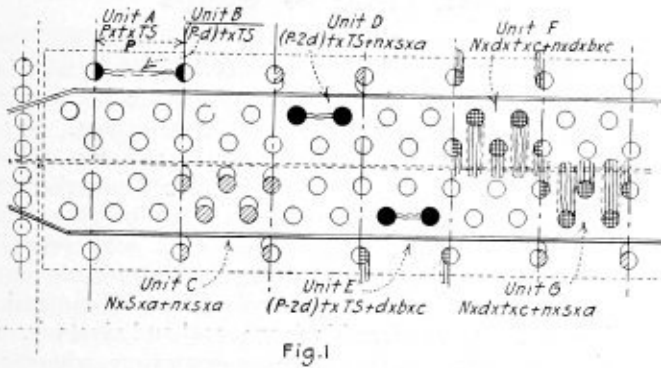 Unit A
PxtxTS
P
Unit B
(P-d)txTS
Unit D
(P-2d)txTS+nxsxa
Unit F
Nxdxtxc+nxdxbxc
Unit C
NxSxa+nxsxa
Unit E
(P-2d)txTS+dxbxc
Unit G
Nxdxtxc+nxsxa
Fig.1